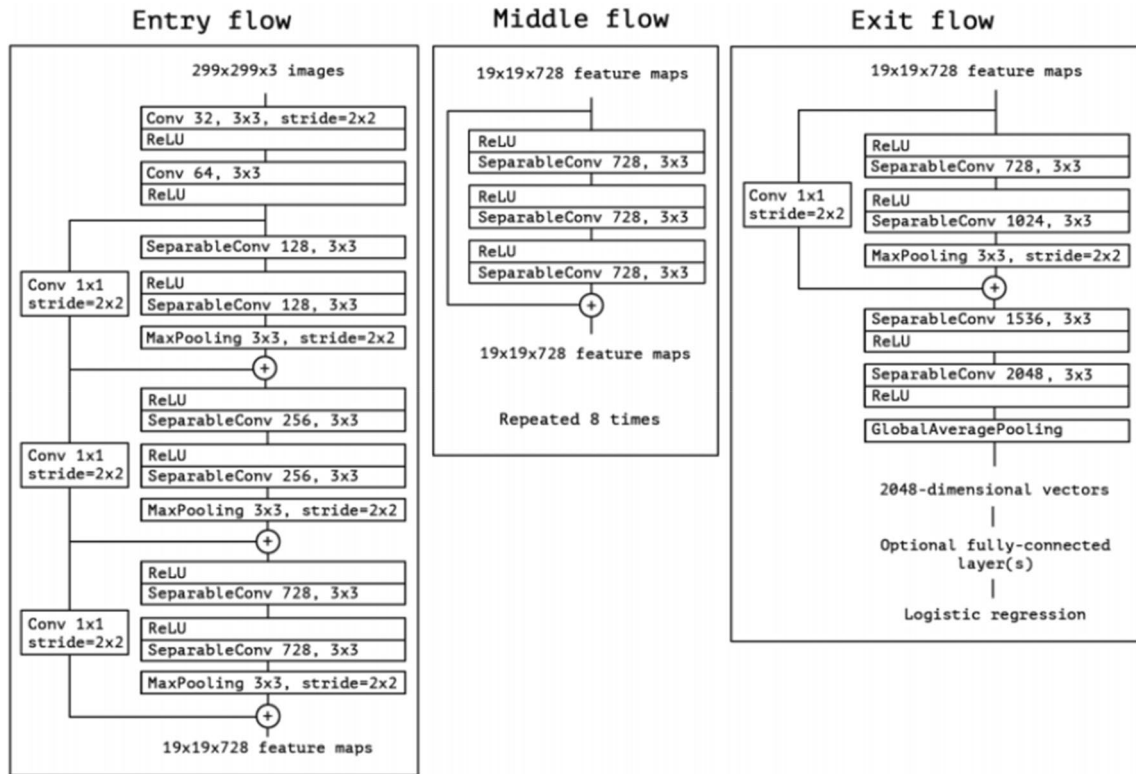 Entry flow
299x299x3 images
Conv 32, 3x3, stride=2x2
ReLU
Conv 64, 3x3
ReLU
SeparableConv 128, 3x3
Conv 1x1
stride=2x2
ReLU
SeparableConv 128, 3x3
MaxPooling 3x3, stride=2x2
+
ReLU
SeparableConv 256, 3x3
Conv 1x1
stride=2x2
ReLU
SeparableConv 256, 3x3
MaxPooling 3x3, stride=2x2
+
ReLU
SeparableConv 728, 3x3
Conv 1x1
stride=2x2
ReLU
SeparableConv 728, 3x3
MaxPooling 3x3, stride=2x2
+
19x19x728 feature maps
Middle flow
19x19x728 feature maps
ReLU
SeparableConv 728, 3x3
ReLU
SeparableConv 728, 3x3
ReLU
SeparableConv 728, 3x3
+
19x19x728 feature maps
Repeated 8 times
Exit flow
19x19x728 feature maps
ReLU
SeparableConv 728, 3x3
Conv 1x1
stride=2x2
ReLU
SeparableConv 1024, 3x3
MaxPooling 3x3, stride=2x2
+
SeparableConv 1536, 3x3
ReLU
SeparableConv 2048, 3x3
ReLU
GlobalAveragePooling
2048-dimensional vectors
Optional fully-connected
layer(s)
Logistic regression